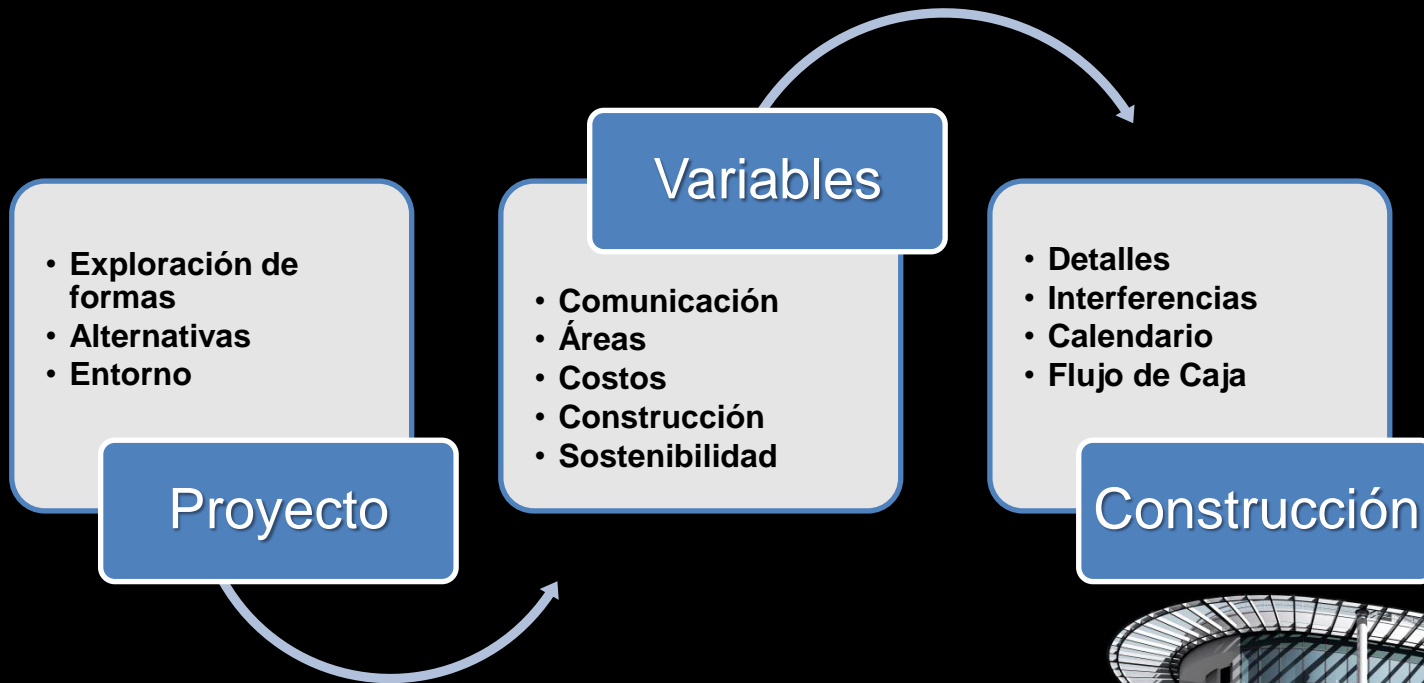 • Exploración de
formas
• Alternativas
• Entorno
Proyecto
Variables
• Comunicación
• Áreas
• Costos
• Construcción
• Sostenibilidad
• Detalles
• Interferencias
• Calendario
• Flujo de Caja
Construcción